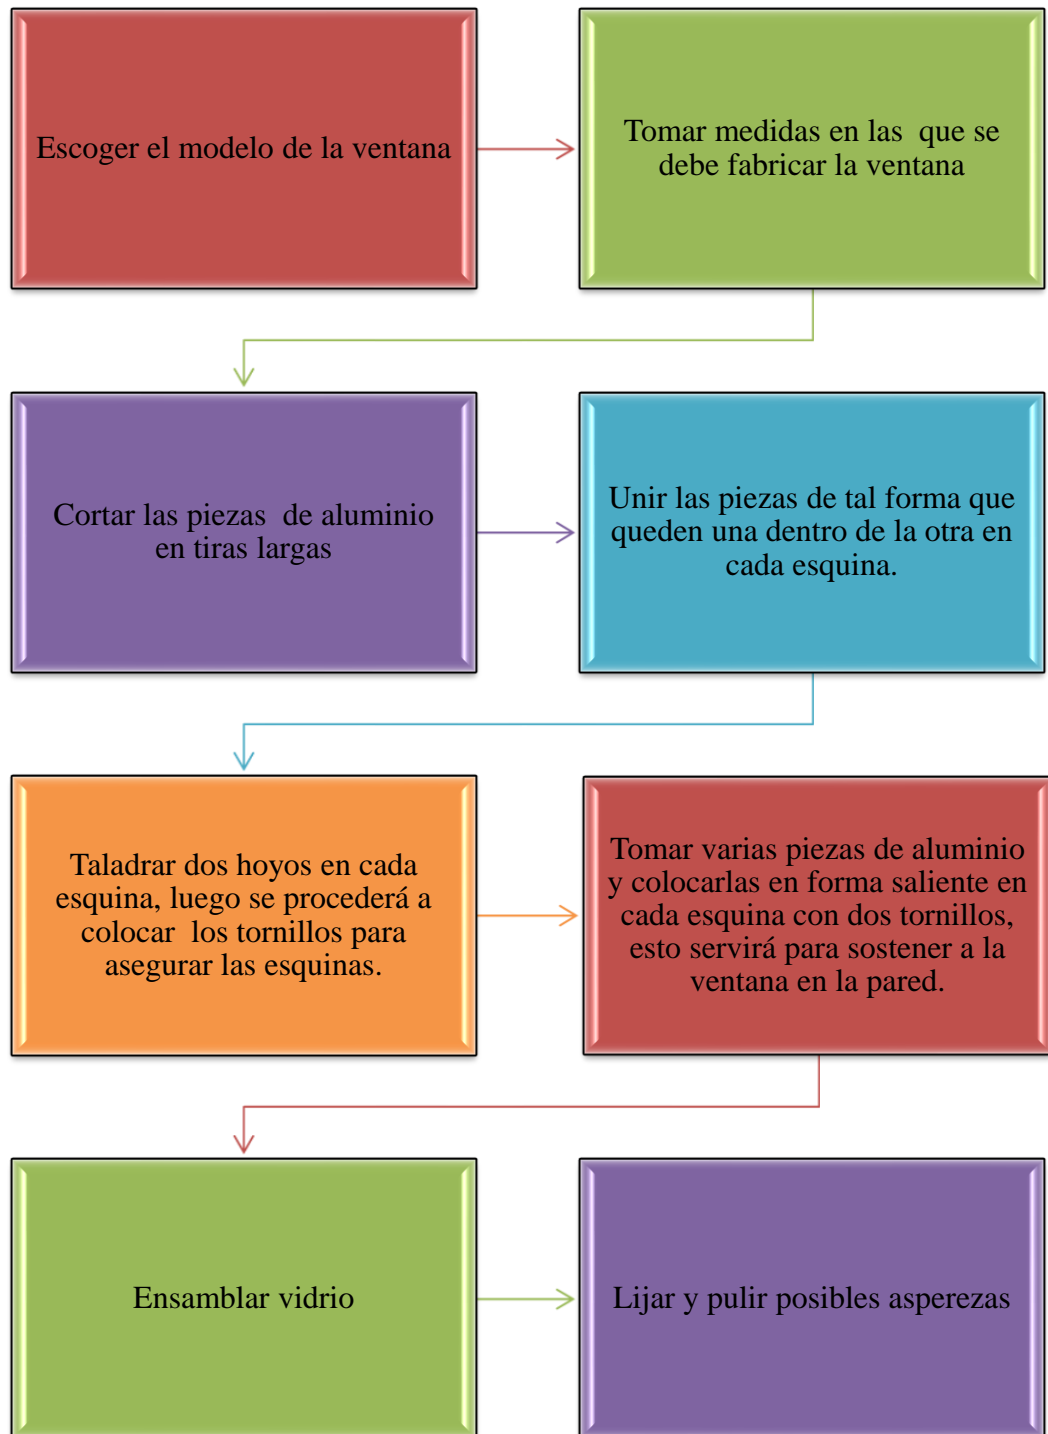 Escoger el modelo de la ventana
Tomar medidas en las  que se
debe fabricar la ventana
Cortar las piezas  de aluminio
en tiras largas
Unir las piezas de tal forma que
queden una dentro de la otra en
cada esquina.
Taladrar dos hoyos en cada
esquina, luego se procederá a
colocar  los tornillos para
asegurar las esquinas.
Tomar varias piezas de aluminio
y colocarlas en forma saliente en
cada esquina con dos tornillos,
esto servirá para sostener a la
ventana en la pared.
Ensamblar vidrio
Lijar y pulir posibles asperezas